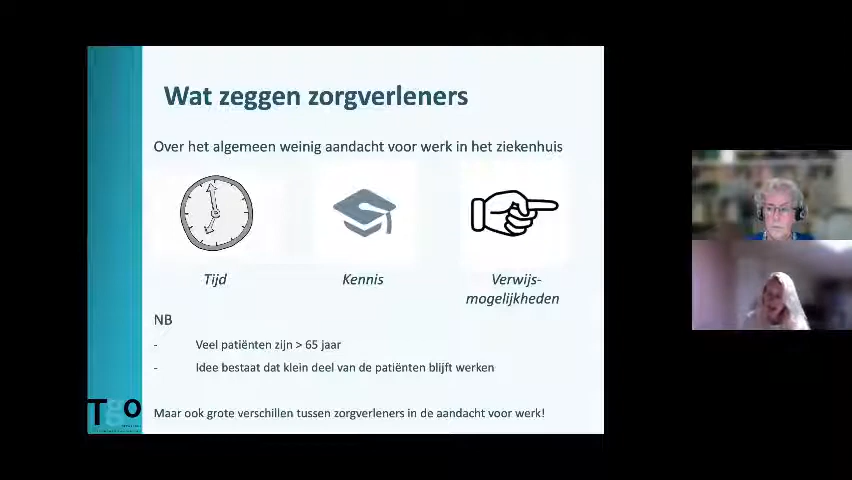 Wat zeggen zorgverleners
Over het algemeen weinig aandacht voor werk in het ziekenhuis
Tijd
Kennis
Verwijs-
mogelijkheden
NB
- Veel patiënten zijn > 65 jaar
- Idee bestaat dat klein deel van de patiënten blijft werken
Maar ook grote verschillen tussen zorgverleners in de aandacht voor werk!
Tgo